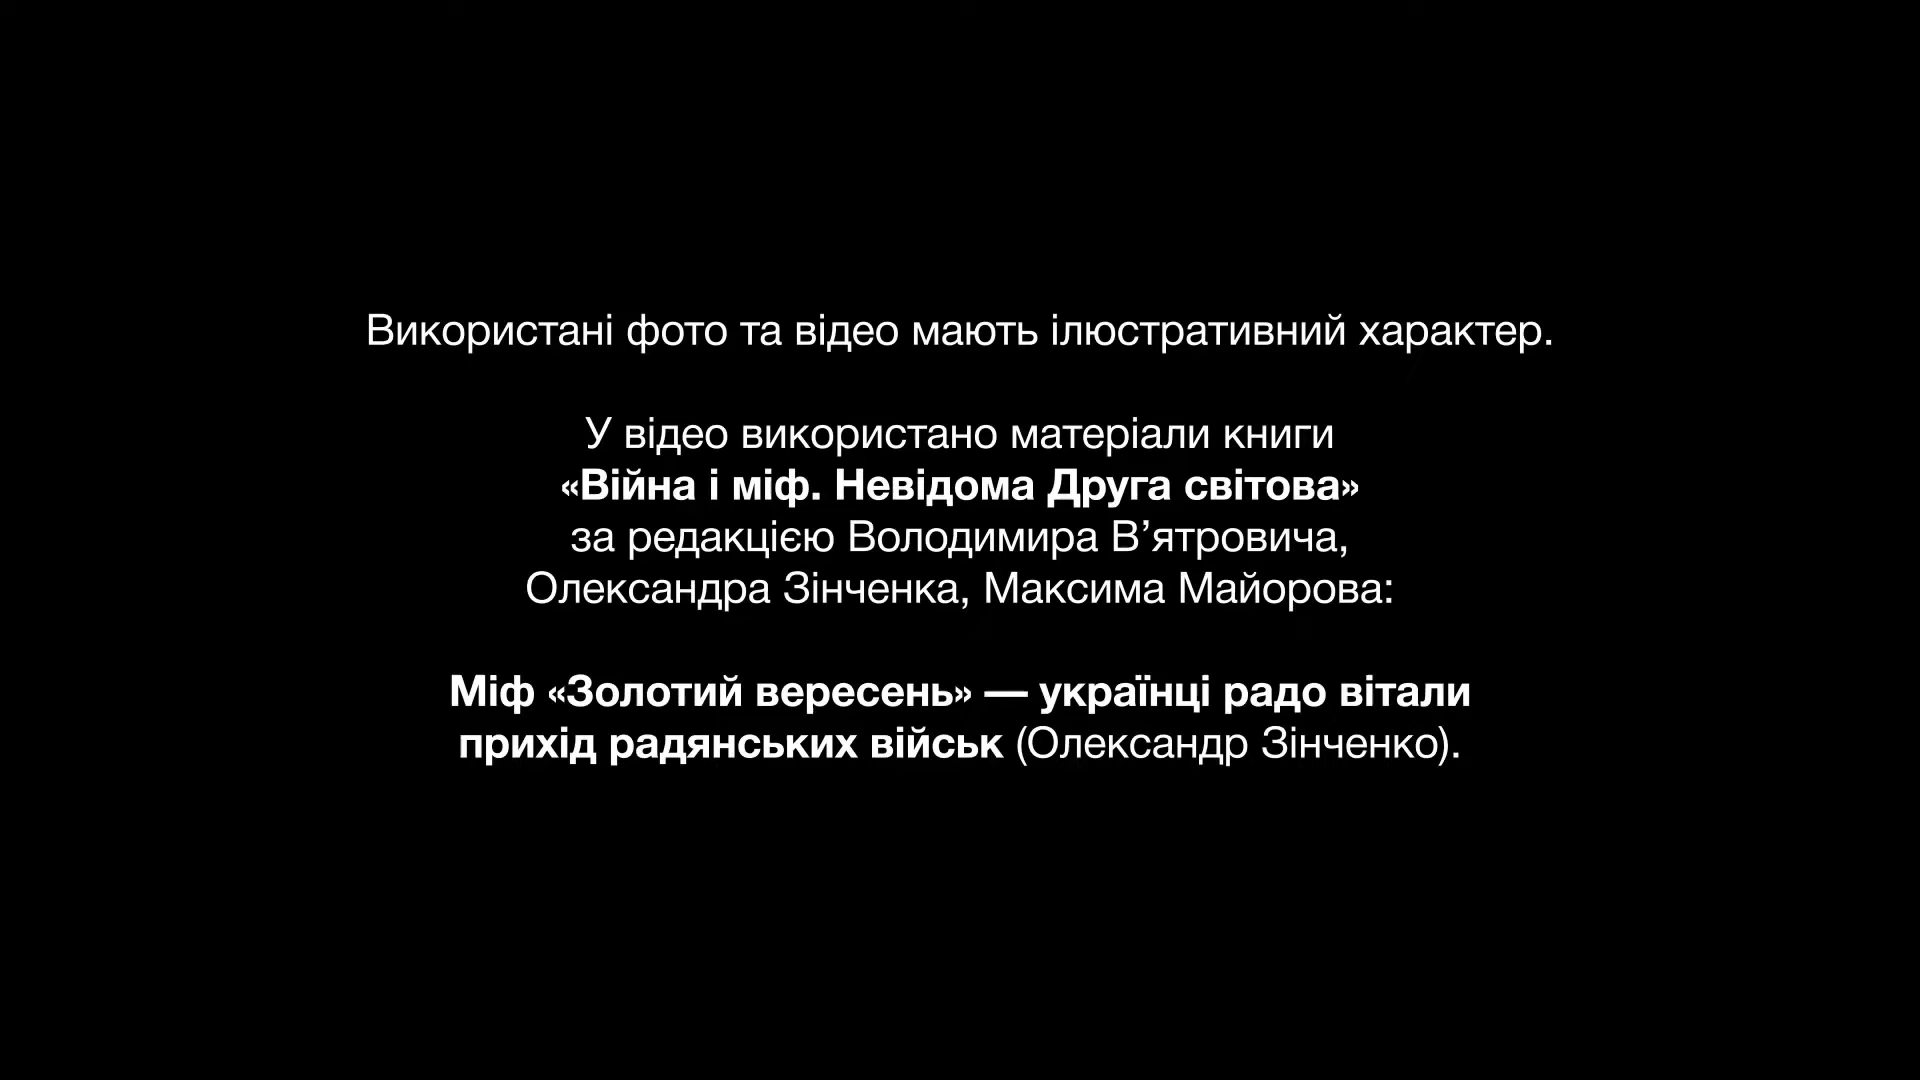 Використані фото та відео мають ілюстративний характер.
У відео використано матеріали книги
«Війна і міф. Невідома Друга світова»
за редакцією Володимира В’ятровича,
Олександра Зінченка, Максима Майорова:
Міф «Золотий вересень» — українці радо вітали
прихід радянських військ (Олександр Зінченко).